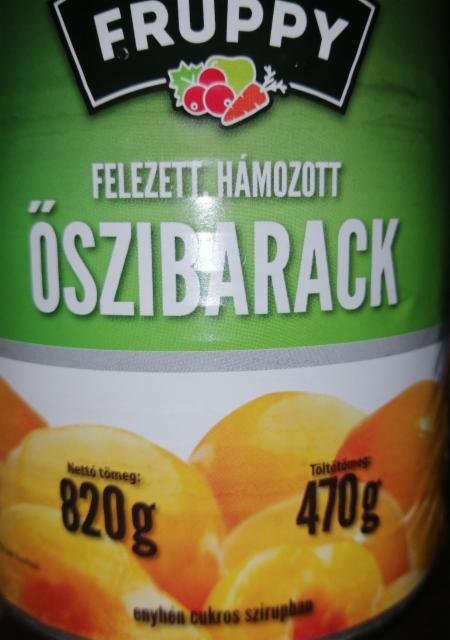 FRUPPY
FELEZETT, HÁMOZOTT
ŐSZIBARACK
Nettó tömeg:
820g
Töltőtömeg:
470g
enyhén cukros szirupban